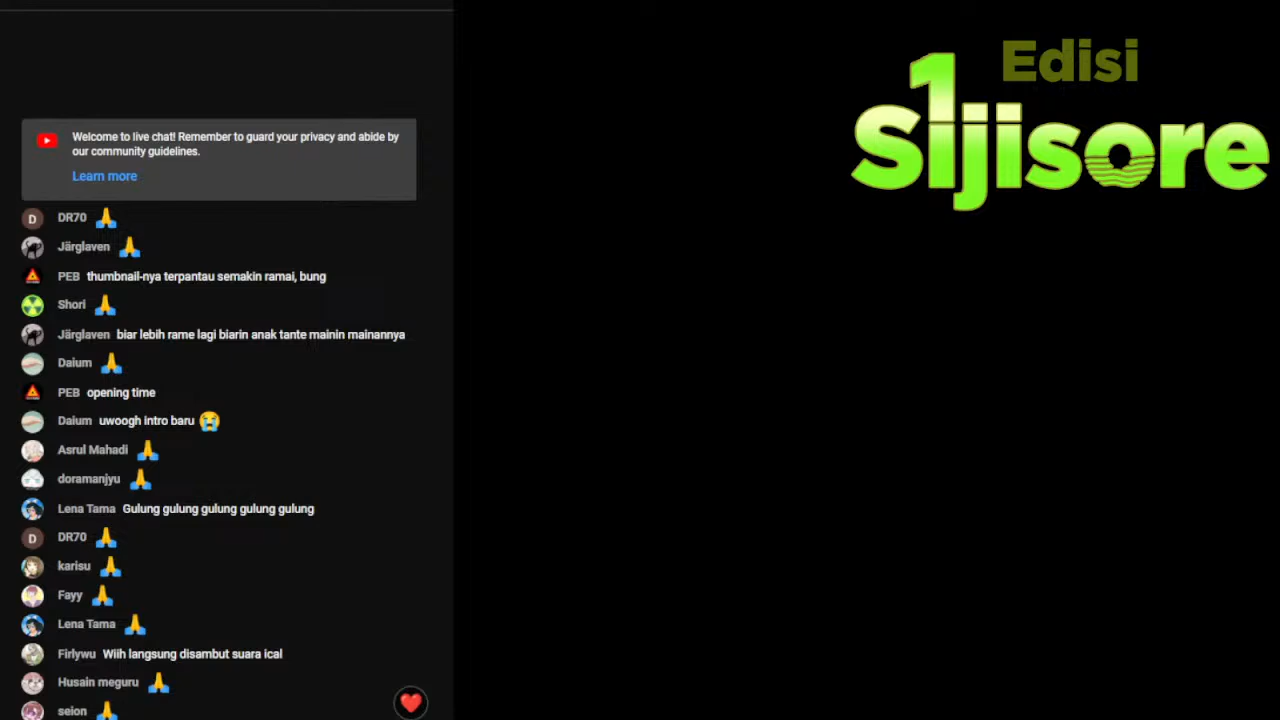 Welcome to live chat! Remember to guard your privacy and abide by
our community guidelines.
Learn more
D DR70 🙏
Järglaven 🙏
PEB thumbnail-nya terpantau semakin ramai, bung
Shori 🙏
Järglaven biar lebih rame lagi biarin anak tante mainin mainannya
Daium 🙏
PEB opening time
Daium uwoogh intro baru 😭
Asrul Mahadi 🙏
doramanjyu 🙏
Lena Tama Gulung gulung gulung gulung gulung
D DR70 🙏
karisu 🙏
Fayy 🙏
Lena Tama 🙏
Firlywu Wiih langsung disambut suara ical
Husain meguru 🙏
seion 🙏
Edisi
S1jisore